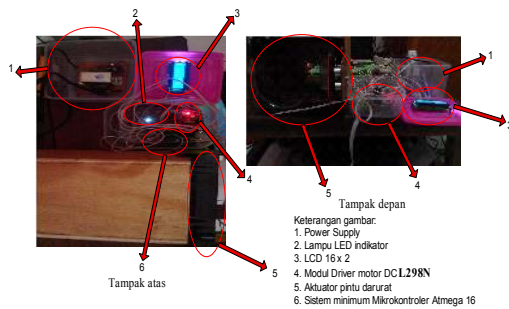 2
3
1
4
5
6
Tampak atas
1
5
4
Tampak depan
Keterangan gambar:
1. Power Supply
2. Lampu LED indikator
3. LCD 16 x 2
4. Modul Driver motor DC L298N
5. Aktuator pintu darurat
6. Sistem minimum Mikrokontroler Atmega 16